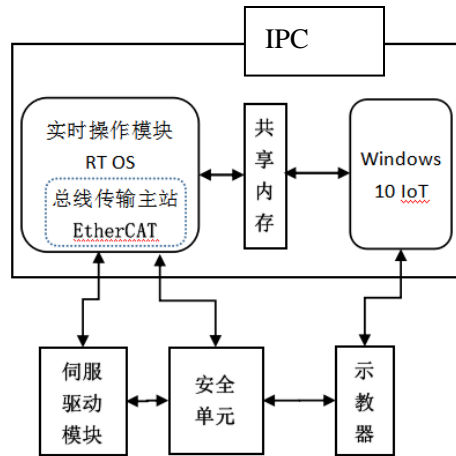 IPC
实时操作模块
RT OS
总线传输主站
EtherCAT
共
享
内
存
Windows
10 IoT
伺服
驱动
模块
安全
单元
示
教
器